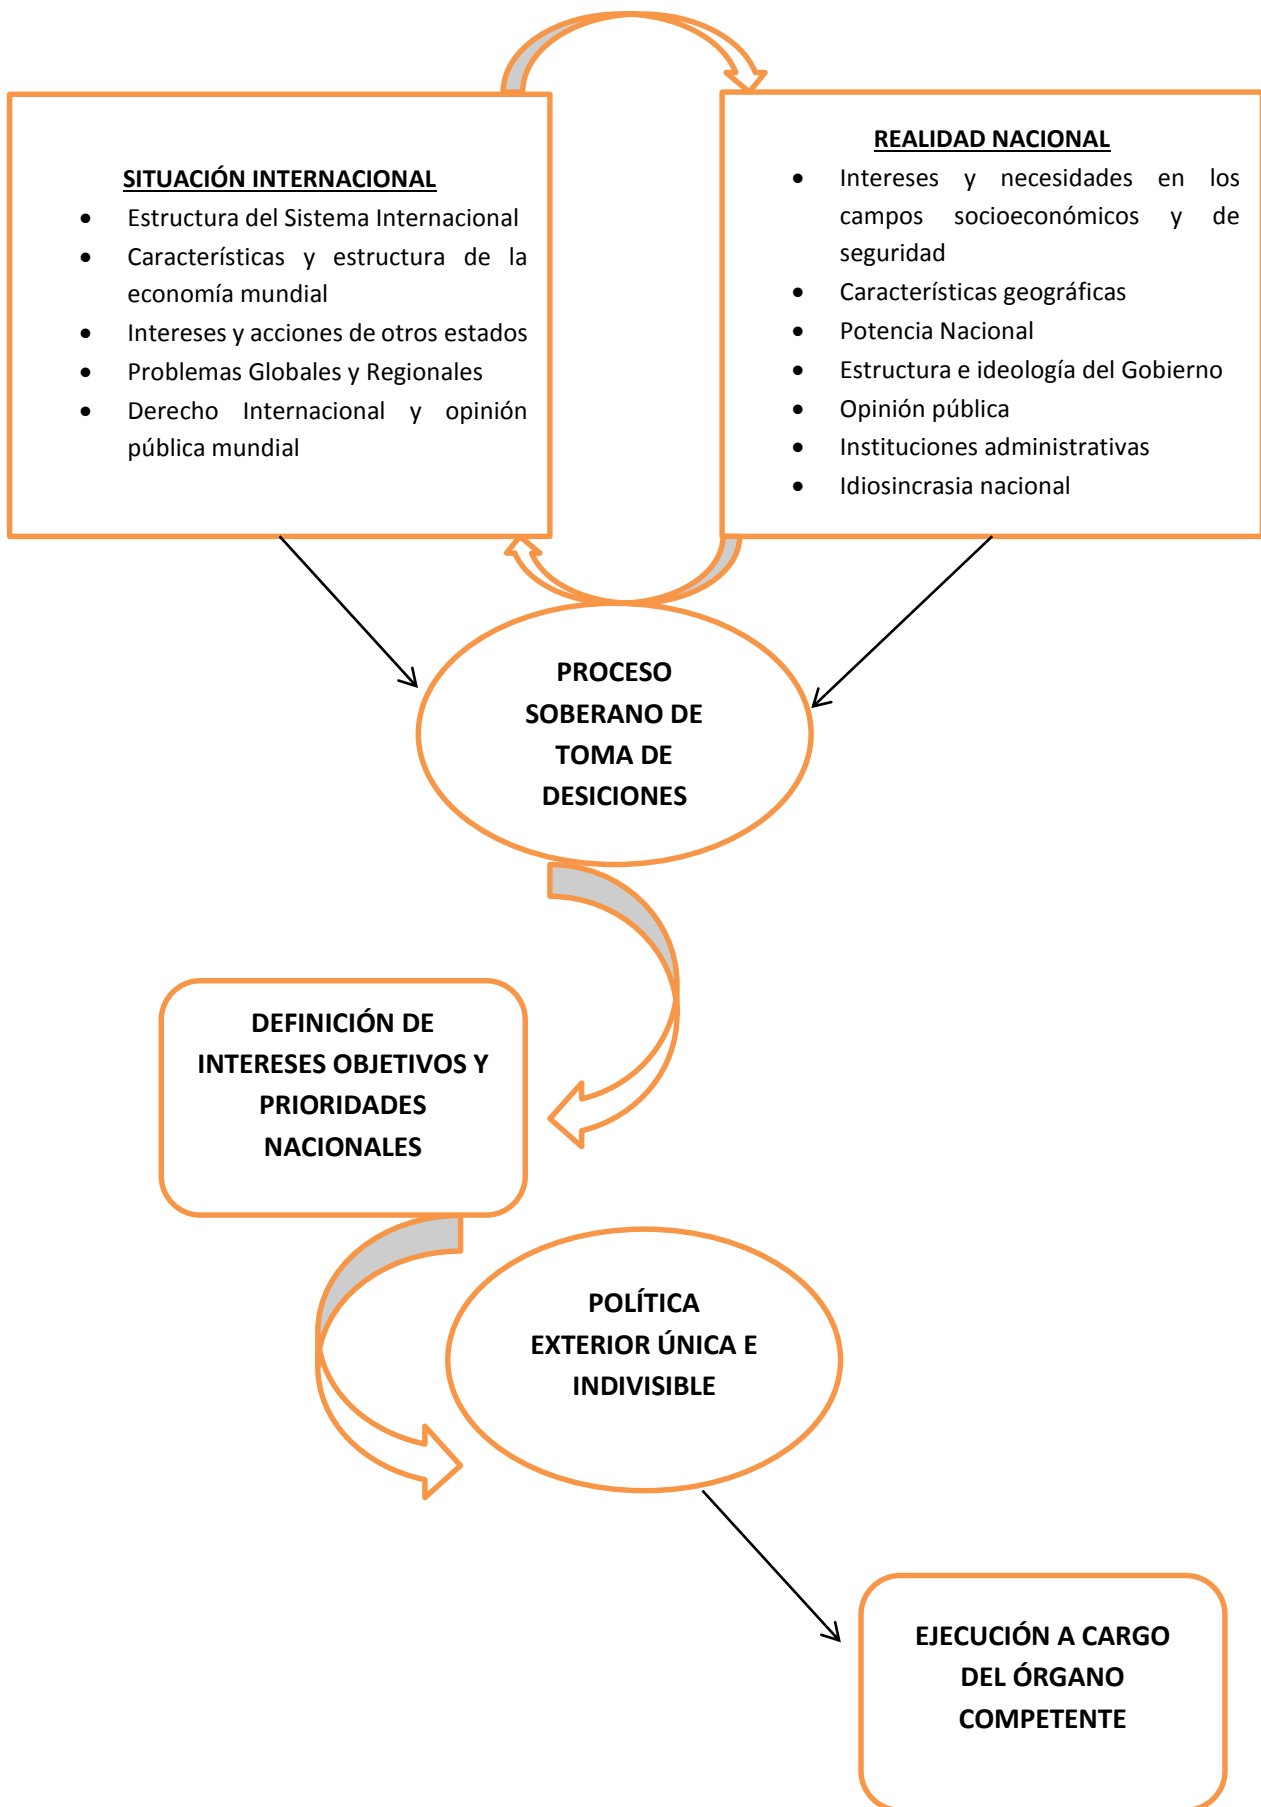 SITUACIÓN INTERNACIONAL
• Estructura del Sistema Internacional
• Características y estructura de la
economía mundial
• Intereses y acciones de otros estados
• Problemas Globales y Regionales
• Derecho Internacional y opinión
pública mundial
REALIDAD NACIONAL
• Intereses y necesidades en los
campos socioeconómicos y de
seguridad
• Características geográficas
• Potencia Nacional
• Estructura e ideología del Gobierno
• Opinión pública
• Instituciones administrativas
• Idiosincrasia nacional
PROCESO
SOBERANO DE
TOMA DE
DESICIONES
DEFINICIÓN DE
INTERESES OBJETIVOS Y
PRIORIDADES
NACIONALES
POLÍTICA
EXTERIOR ÚNICA E
INDIVISIBLE
EJECUCIÓN A CARGO
DEL ÓRGANO
COMPETENTE